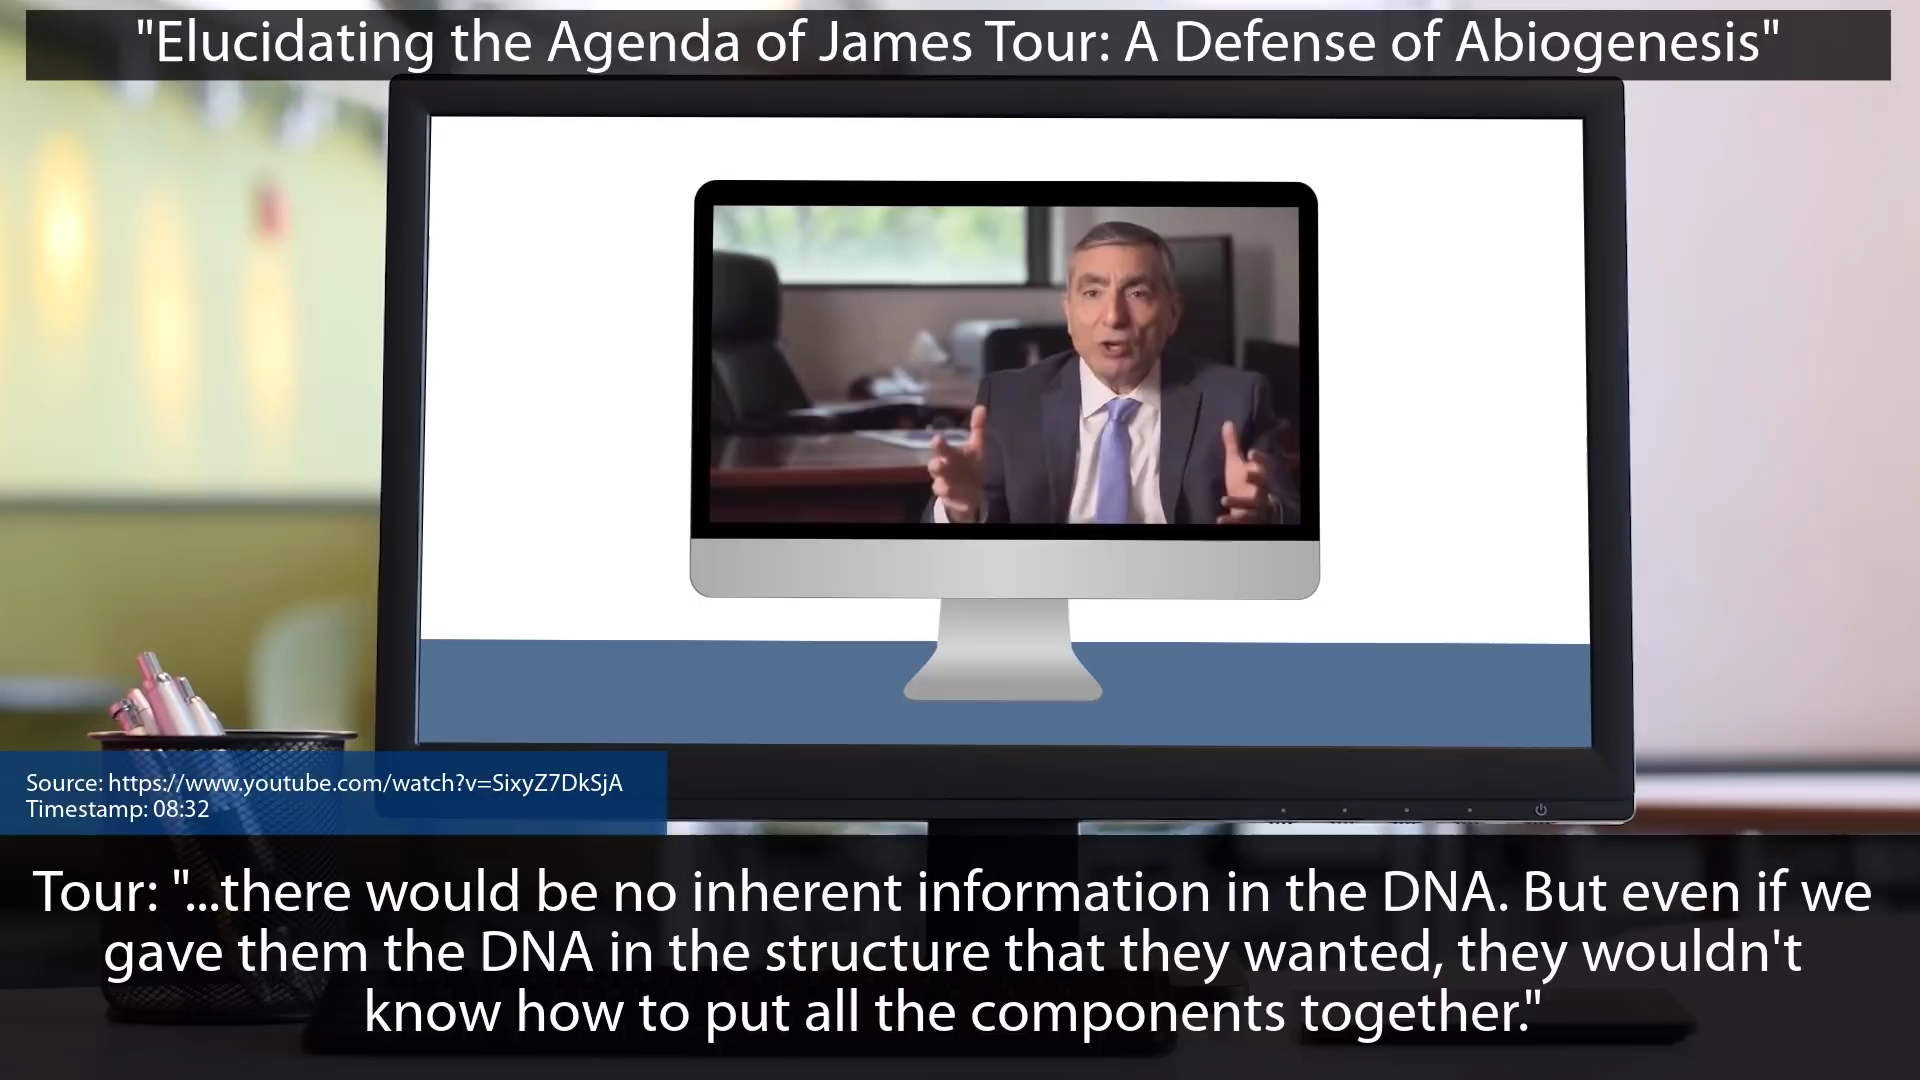 "Elucidating the Agenda of James Tour: A Defense of Abiogenesis"
Source: https://www.youtube.com/watch?v=SixyZ7DkSjA
Timestamp: 08:32
Tour: "...there would be no inherent information in the DNA. But even if we
gave them the DNA in the structure that they wanted, they wouldn't
know how to put all the components together."